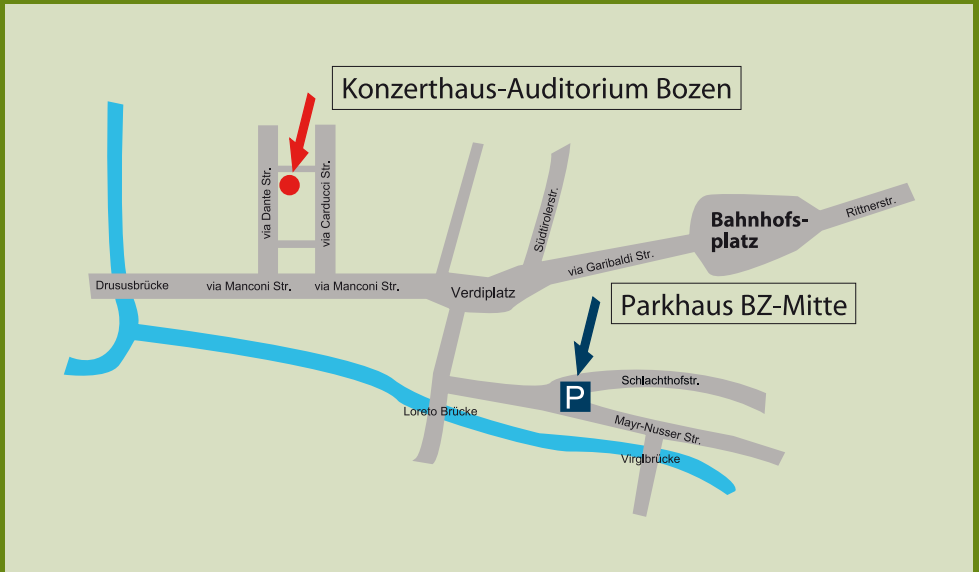 Konzerthaus-Auditorium Bozen
via Dante Str.
via Carducci Str.
Südtirolerstr.
Bahnhofs-
platz
Rittnerstr.
via Garibaldi Str.
Drususbrücke
via Manconi Str.
via Manconi Str.
Verdiplatz
Parkhaus BZ-Mitte
Schlachthofstr.
P
Loreto Brücke
Mayr-Nusser Str.
Virglbrücke